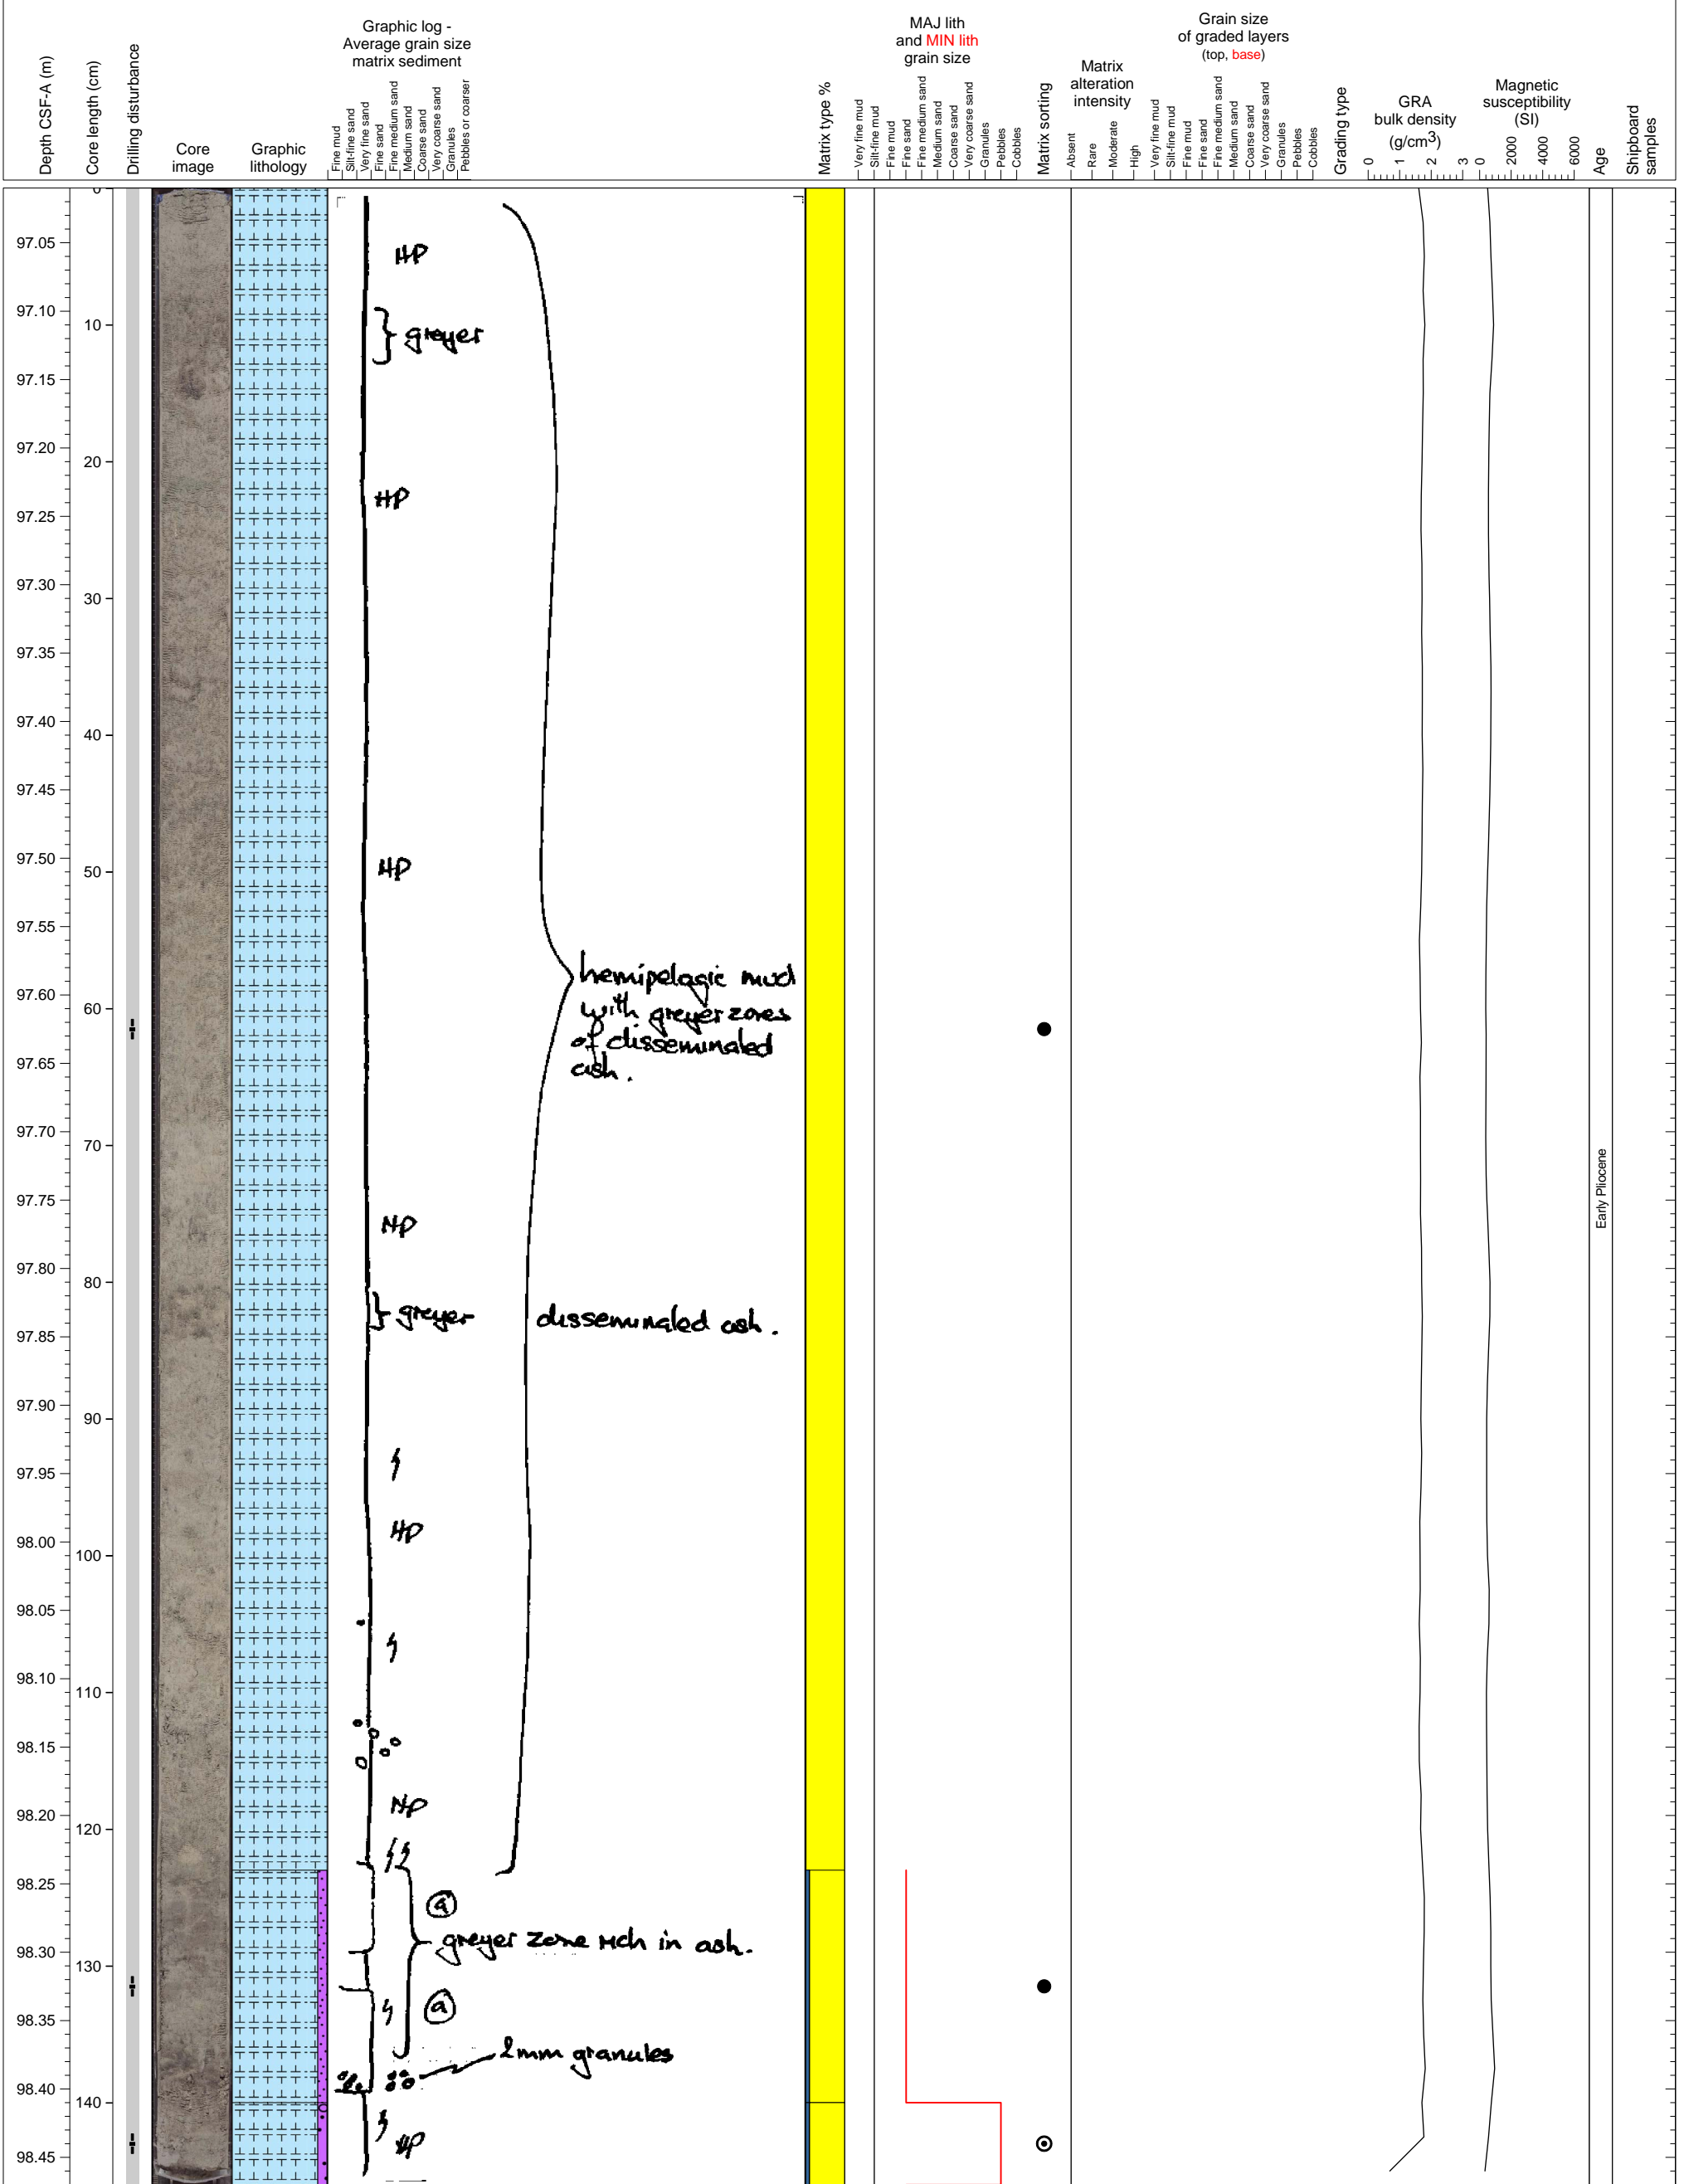 Depth CSF-A (m)
Core length (cm)
Drilling disturbance
Core
image
Graphic
lithology
Graphic log -
Average grain size
matrix sediment
Fine mud
Silt-fine sand
Very fine sand
Fine sand
Fine medium sand
Medium sand
Coarse sand
Very coarse sand
Granules
Pebbles or coarser
Matrix type %
MAJ lith
and MIN lith
grain size
Very fine mud
Silt-fine mud
Fine mud
Fine sand
Fine medium sand
Medium sand
Coarse sand
Very coarse sand
Granules
Pebbles
Cobbles
Matrix sorting
Matrix
alteration
intensity
Absent
Rare
Moderate
High
Grain size
of graded layers
(top, base)
Very fine mud
Silt-fine mud
Fine mud
Fine sand
Fine medium sand
Medium sand
Coarse sand
Very coarse sand
Granules
Pebbles
Cobbles
Grading type
GRA
bulk density
(g/cm3)
0 1 2 3
Magnetic
susceptibility
(SI)
0 2000 4000 6000
Age
Shipboard
samples
0
97.05
HP
97.10
10
greyer
97.15
97.20
20
HP
97.25
97.30
30
97.35
97.40
40
97.45
97.50
50
HP
97.55
hemipelagic mud
97.60
60
with greyer zones
of disseminated
97.65
ash.
97.70
70
97.75
HP
Early Pliocene
97.80
80
greyer disseminated ash.
97.85
97.90
90
97.95
HP
98.00
100
98.05
98.10
110
98.15
HP
98.20
120
98.25
a
greyer zone rich in ash.
98.30
130
a
98.35
2mm granules
98.40
140
HP
98.45